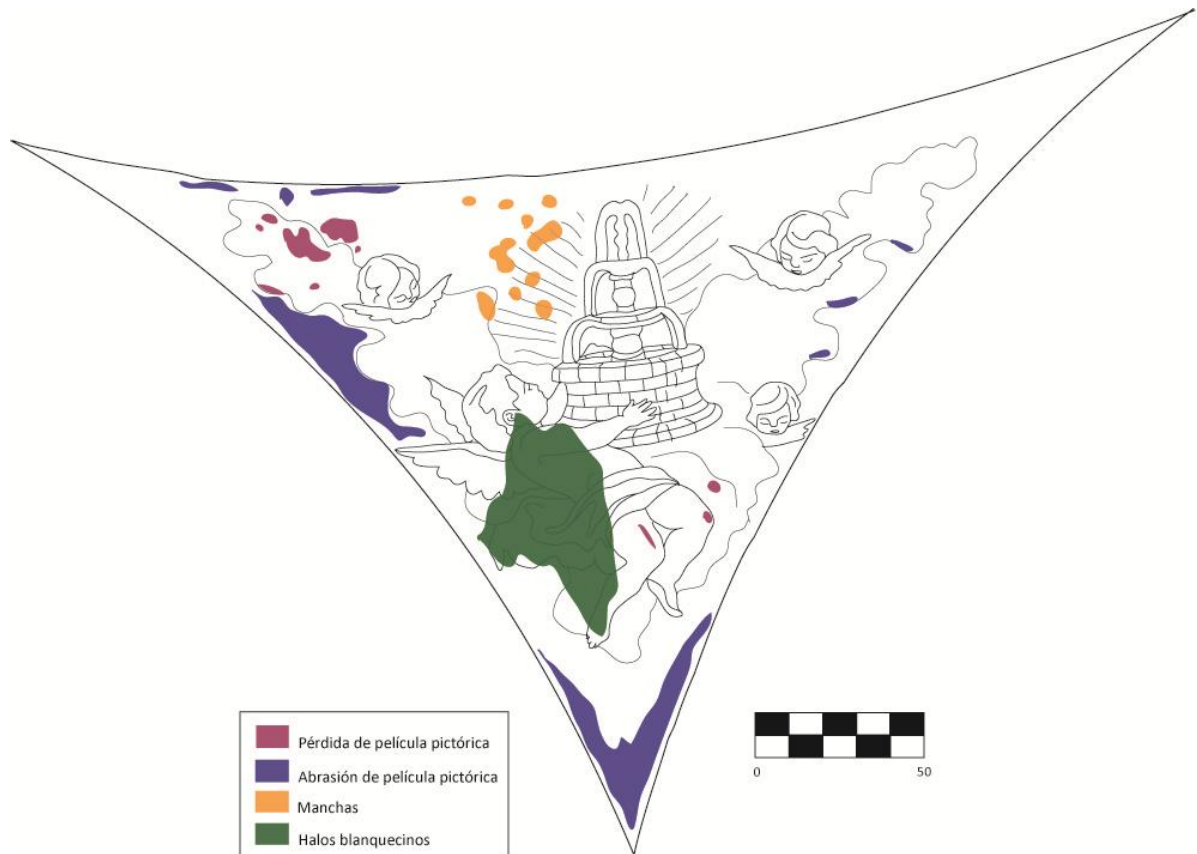 Pérdida de película pictórica
Abrasión de película pictórica
Manchas
Halos blanquecinos
0 50